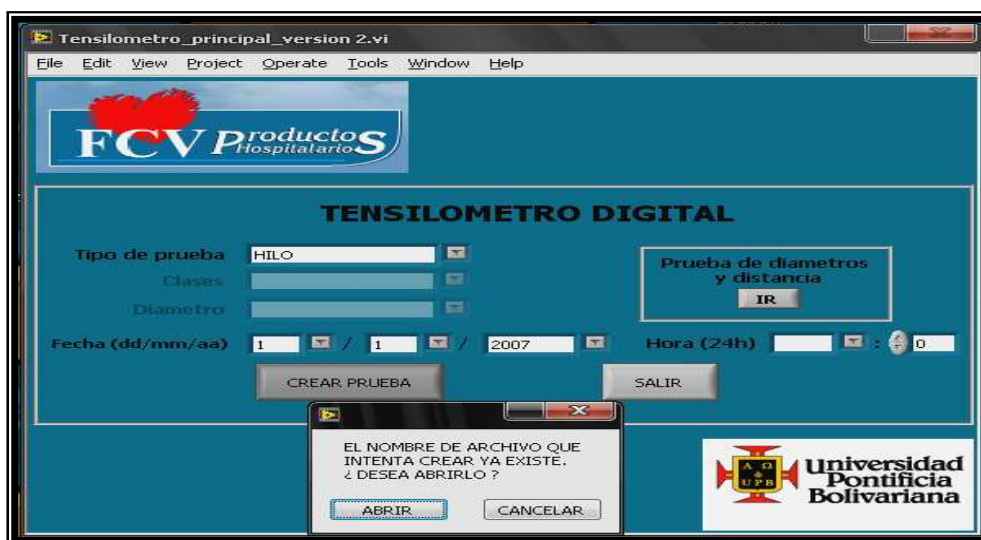 Tensilometro_principal_version 2.vi
File Edit View Project Operate Tools Window Help
FCV Productos
Hospitalarios
TENSILOMETRO DIGITAL
Tipo de prueba HILO
Clases
Diametro
Prueba de diametros
y distancia
IR
Fecha (dd/mm/aa) 1 / 1 / 2007 Hora (24h) : 0
CREAR PRUEBA SALIR
EL NOMBRE DE ARCHIVO QUE
INTENTA CREAR YA EXISTE.
¿ DESEA ABRIRLO ?
ABRIR CANCELAR
A Ω
UPB
Universidad
Pontificia
Bolivariana